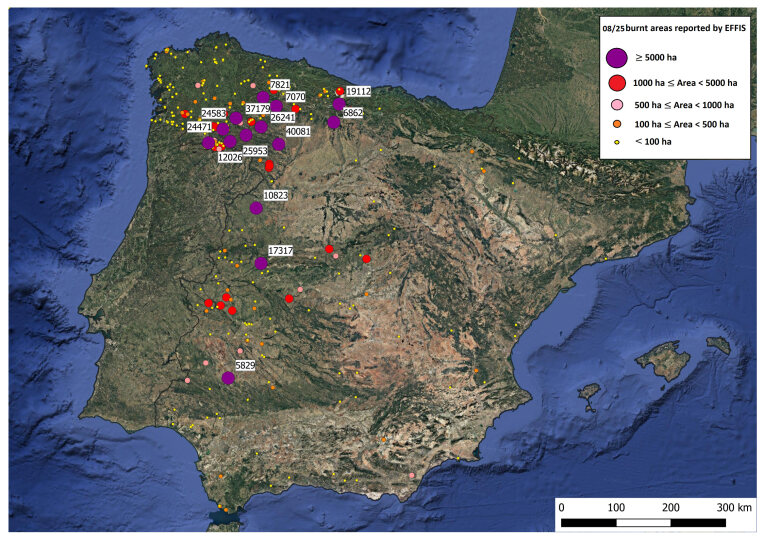 08/25 burnt areas reported by EFFIS
≥ 5000 ha
1000 ha ≤ Area < 5000 ha
500 ha ≤ Area < 1000 ha
100 ha ≤ Area < 500 ha
< 100 ha
7821
19112
7070
37179
24583
6862
26241
24471
40081
25953
12026
10823
17317
5829
0 100 200 300 km